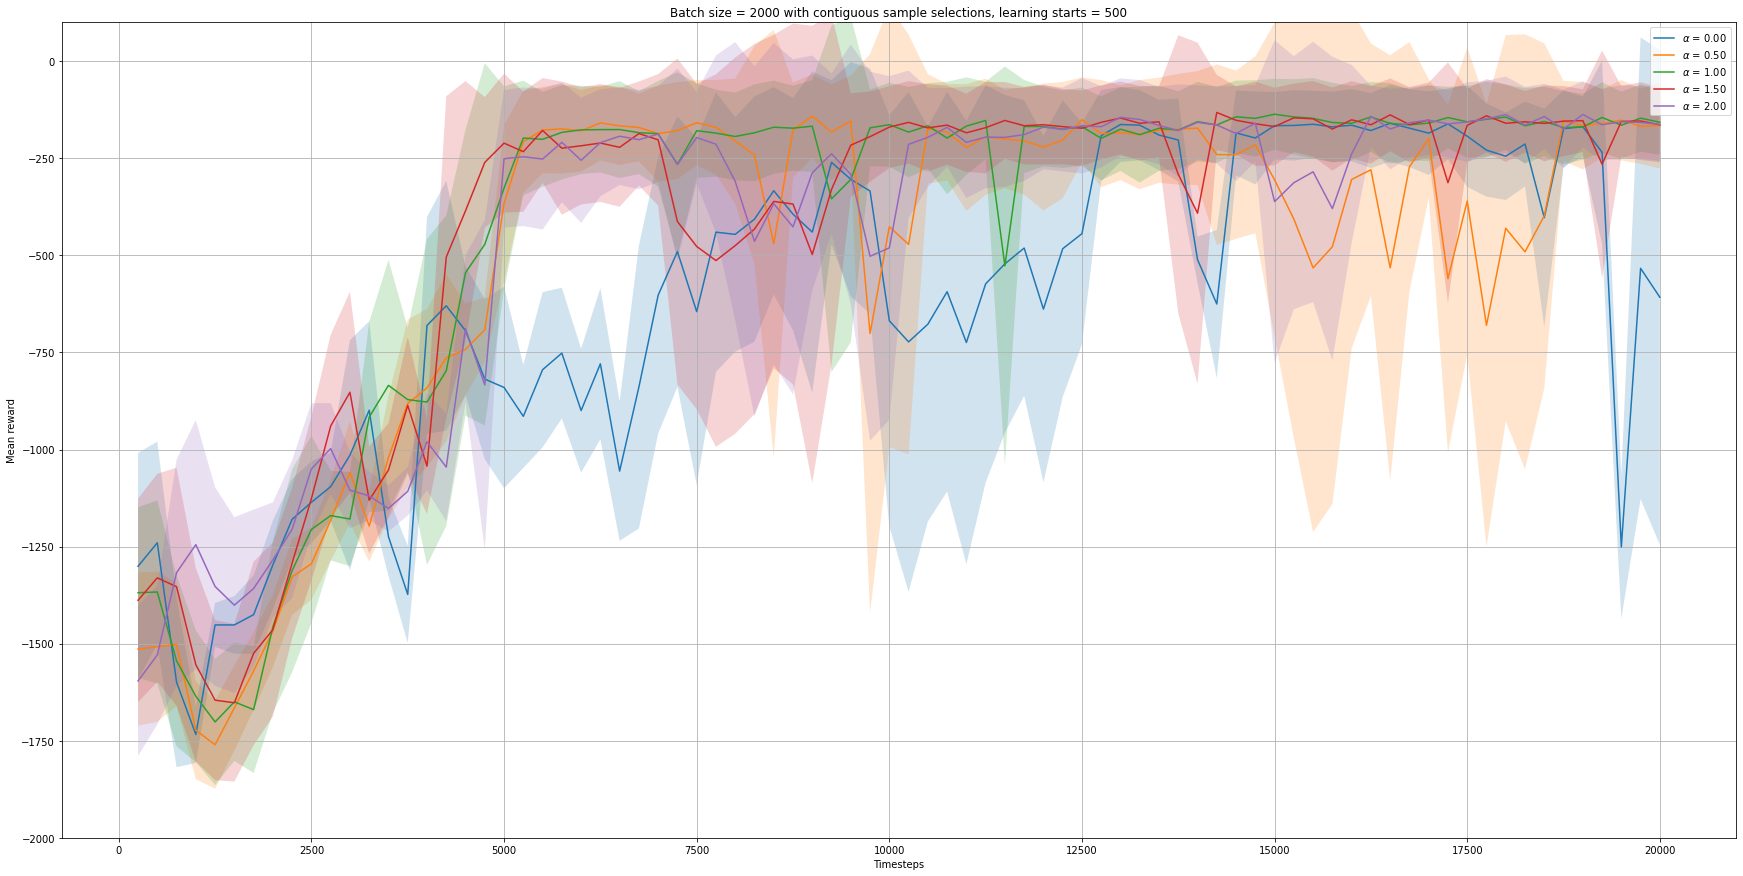 Batch size = 2000 with contiguous sample selections, learning starts = 500
α = 0.00
α = 0.50
α = 1.00
α = 1.50
α = 2.00
0
−250
−500
−750
−1000
−1250
−1500
−1750
−2000
Mean reward
0 2500 5000 7500 10000 12500 15000 17500 20000
Timesteps